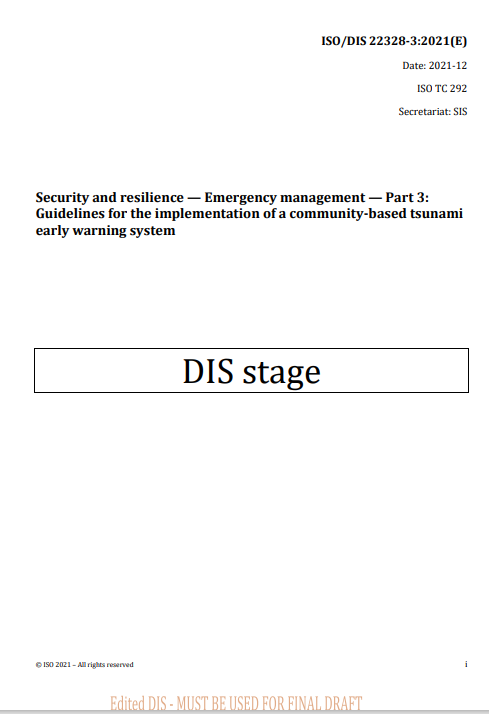 ISO/DIS 22328-3:2021(E)
Date: 2021-12
ISO TC 292
Secretariat: SIS
Security and resilience — Emergency management — Part 3:
Guidelines for the implementation of a community-based tsunami
early warning system
DIS stage
© ISO 2021 – All rights reserved i
Edited DIS - MUST BE USED FOR FINAL DRAFT